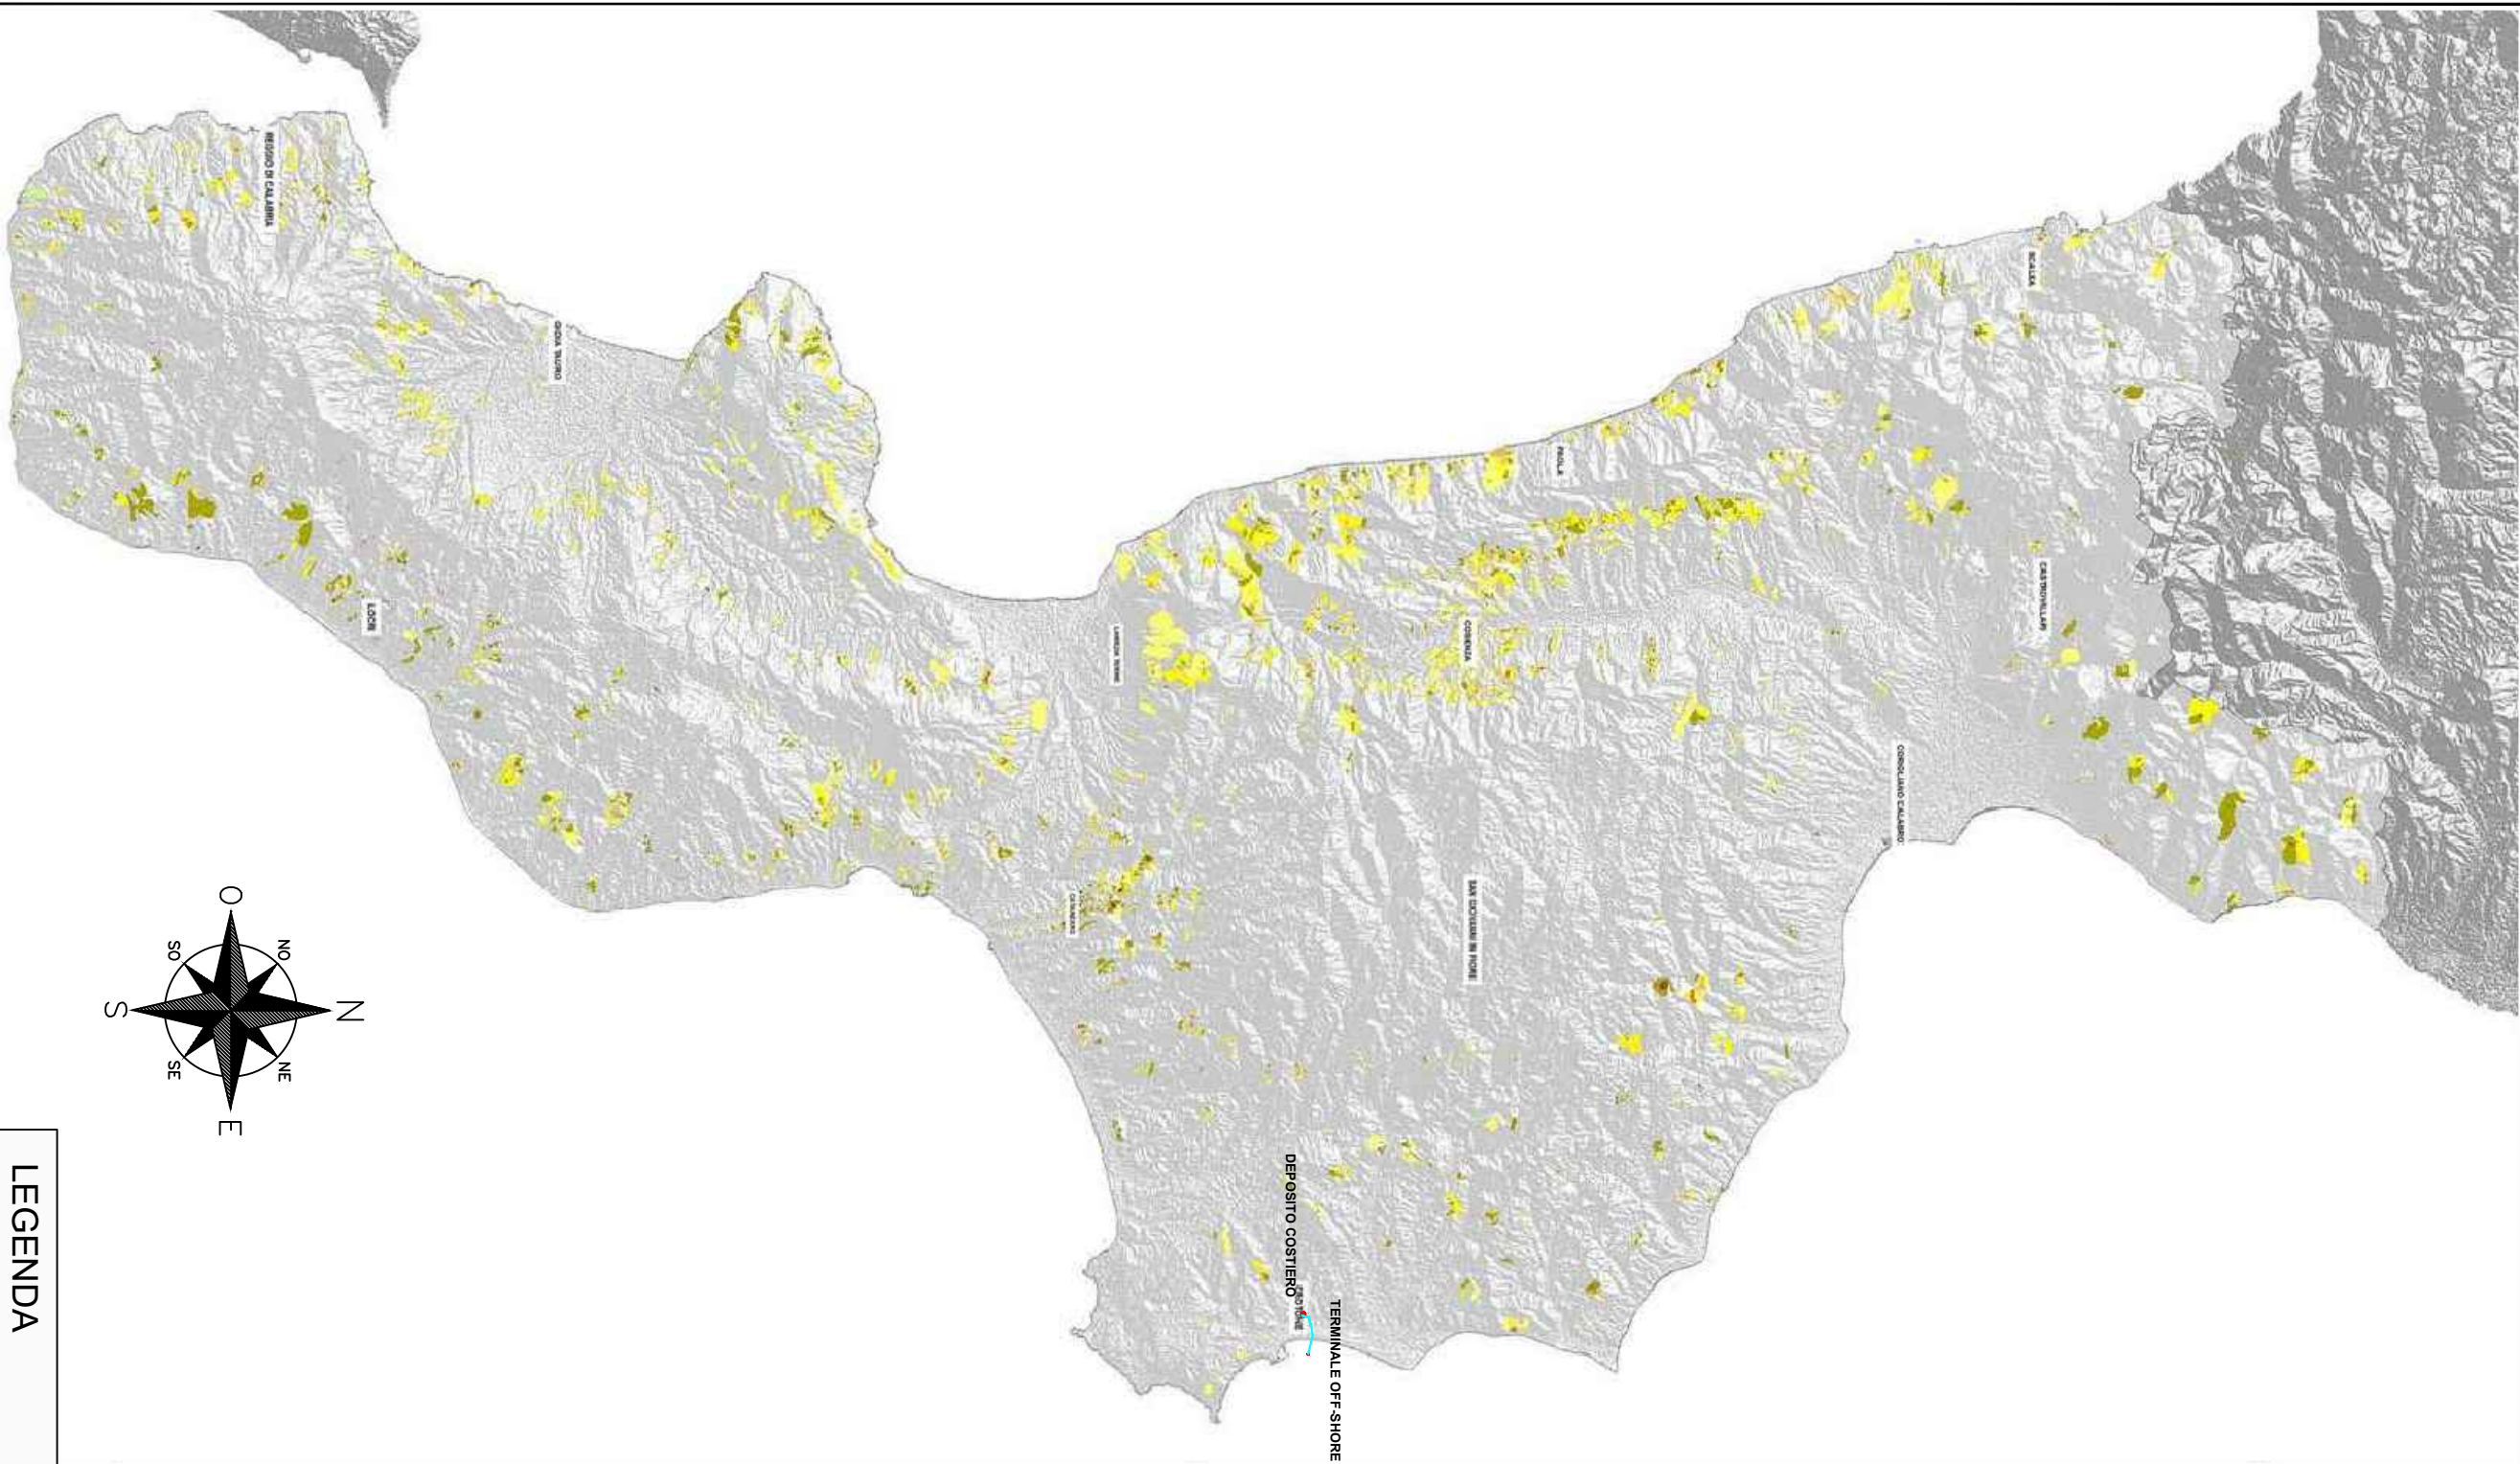 REGGIO DI CALABRIA
GIOIA TAURO
LOCRI
SCALEA
PAOLA
CASTROVILLARI
COSENZA
LAMEZIA TERME
CORIGLIANO CALABRO
SAN GIOVANNI IN FIORE
CATANZARO
DEPOSITO COSTIERO
CROTONE
TERMINALE OFF-SHORE
N
NE
E
SE
S
SO
O
NO
LEGENDA